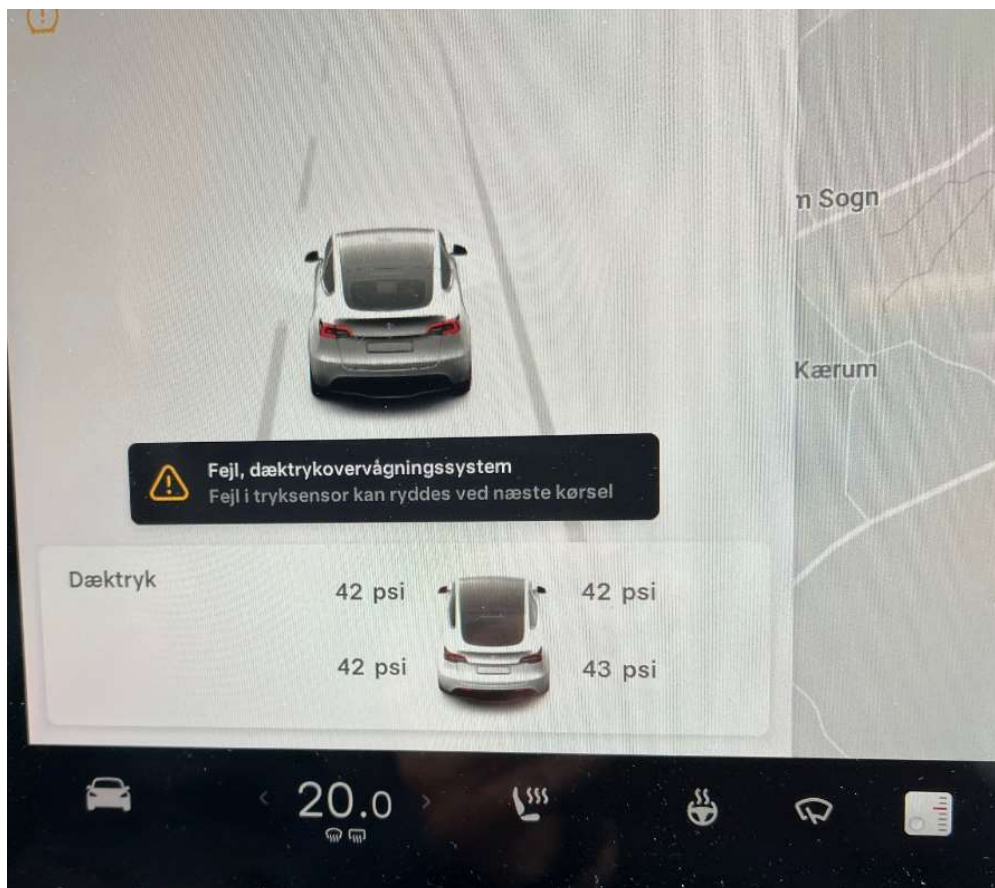 n Sogn
Kærum
Fejl, dæktrykovervågningssystem
Fejl i tryksensor kan ryddes ved næste kørsel
Dæktryk
42 psi 42 psi
42 psi 43 psi
20.0